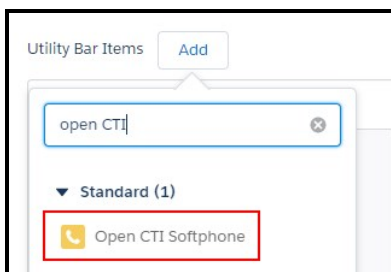 Utility Bar Items Add
open CTI
Standard (1)
Open CTI Softphone